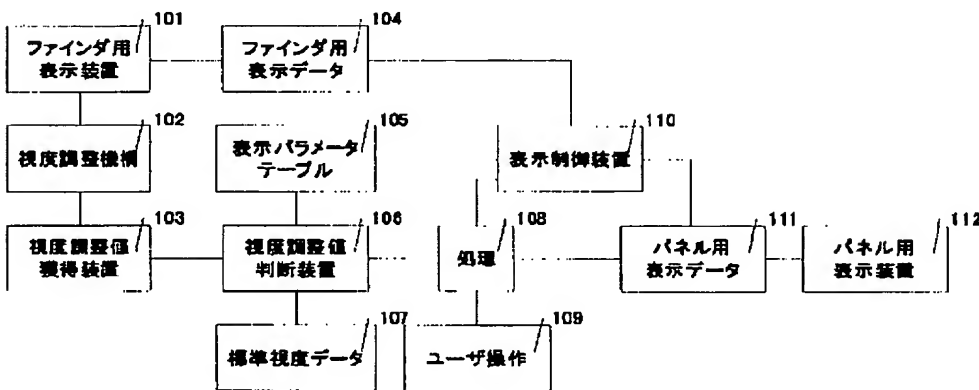 101
ファインダ用
表示装置
104
ファインダ用
表示データ
102
視度調整機構
105
表示パラメータ
テーブル
110
表示制御装置
103
視度調整値
獲得装置
106
視度調整値
判断装置
108
処理
111
パネル用
表示データ
112
パネル用
表示装置
107
標準視度データ
109
ユーザ操作